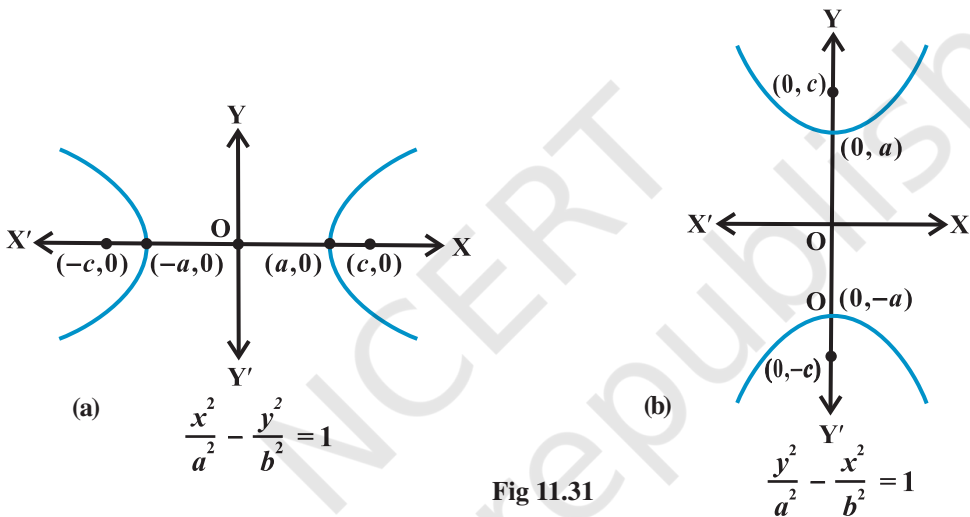 Y
X′
O
X
(−c,0)
(−a,0)
(a,0)
(c,0)
Y′
(a)
x²/a² − y²/b² = 1
Y
(0, c)
(0, a)
X′
X
O
O
(0,−a)
(0,−c)
(b)
Y′
y²/a² − x²/b² = 1
Fig 11.31
NCERT
republish